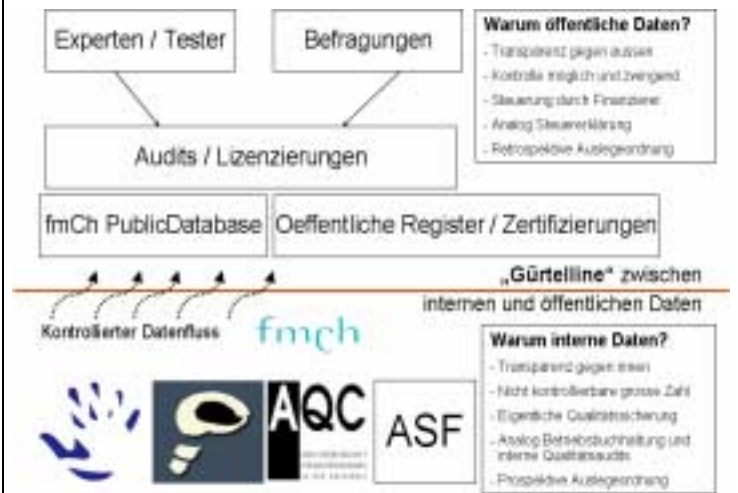 Experten / Tester
Befragungen
Warum öffentliche Daten?
- Transparenz gegen aussen
- Kontrolle möglich und zwingend
- Steuerung durch Finanzierer
- Analog Steuererklärung
- Retrospektive Auslegeordnung
Audits / Lizenzierungen
fmCh PublicDatabase
Oeffentliche Register / Zertifizierungen
„Gürtelline“ zwischen
internen und öffentlichen Daten
Kontrollierter Datenfluss
fmch
Warum interne Daten?
- Transparenz gegen innen
- Nicht kontrollierbare grosse Zahl
- Eigentliche Qualitätssicherung
- Analog Betriebsbuchhaltung und
interne Qualitätsaudits
- Prospektive Auslegeordnung
AQC
ASF